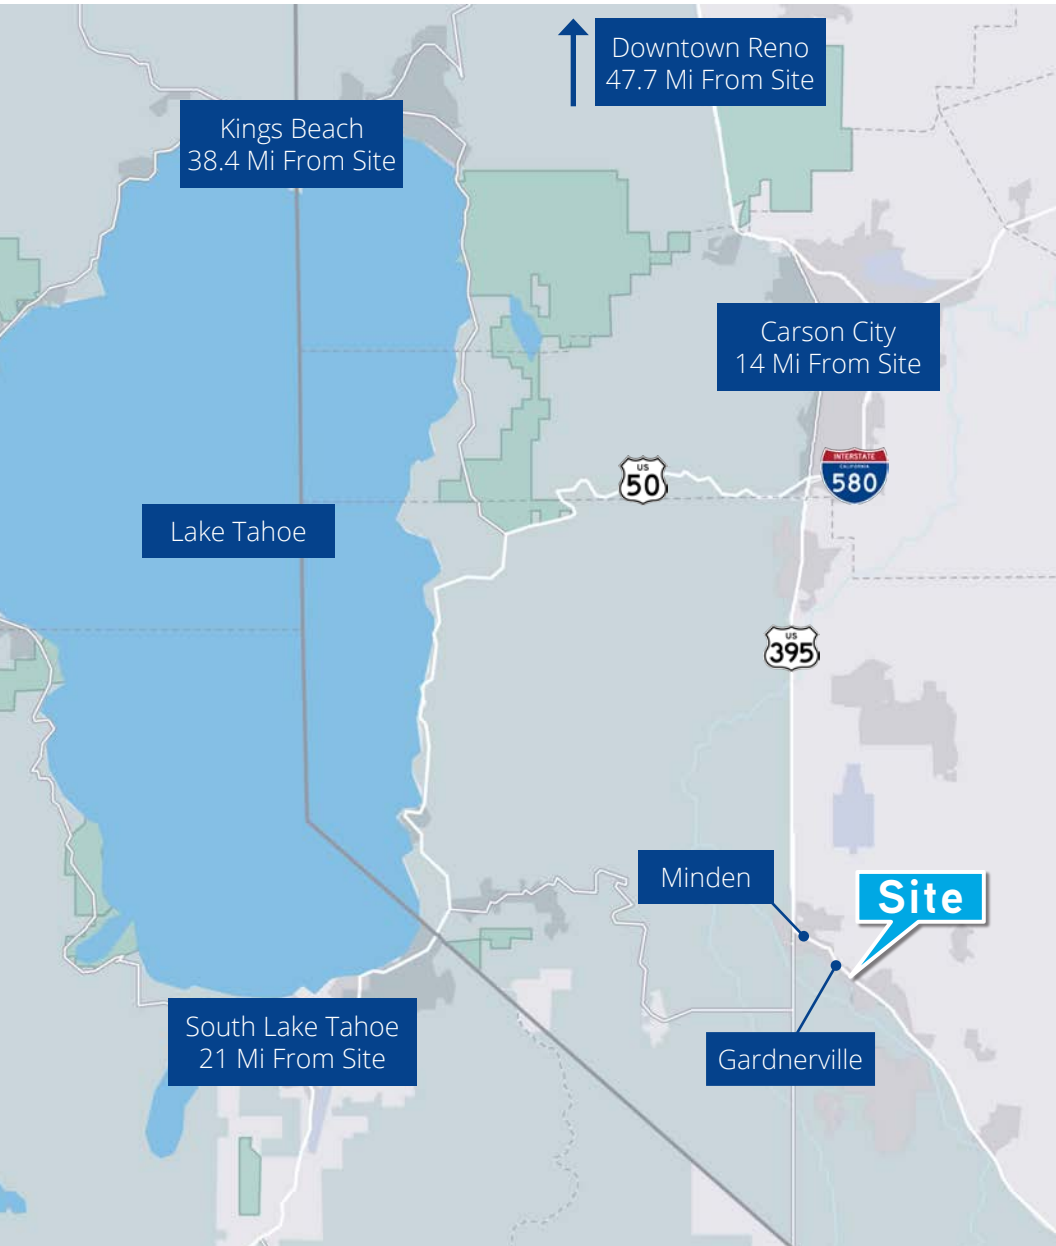 Downtown Reno
47.7 Mi From Site
Kings Beach
38.4 Mi From Site
Carson City
14 Mi From Site
US
50
INTERSTATE
CALIFORNIA
580
Lake Tahoe
US
395
Minden
Site
South Lake Tahoe
21 Mi From Site
Gardnerville